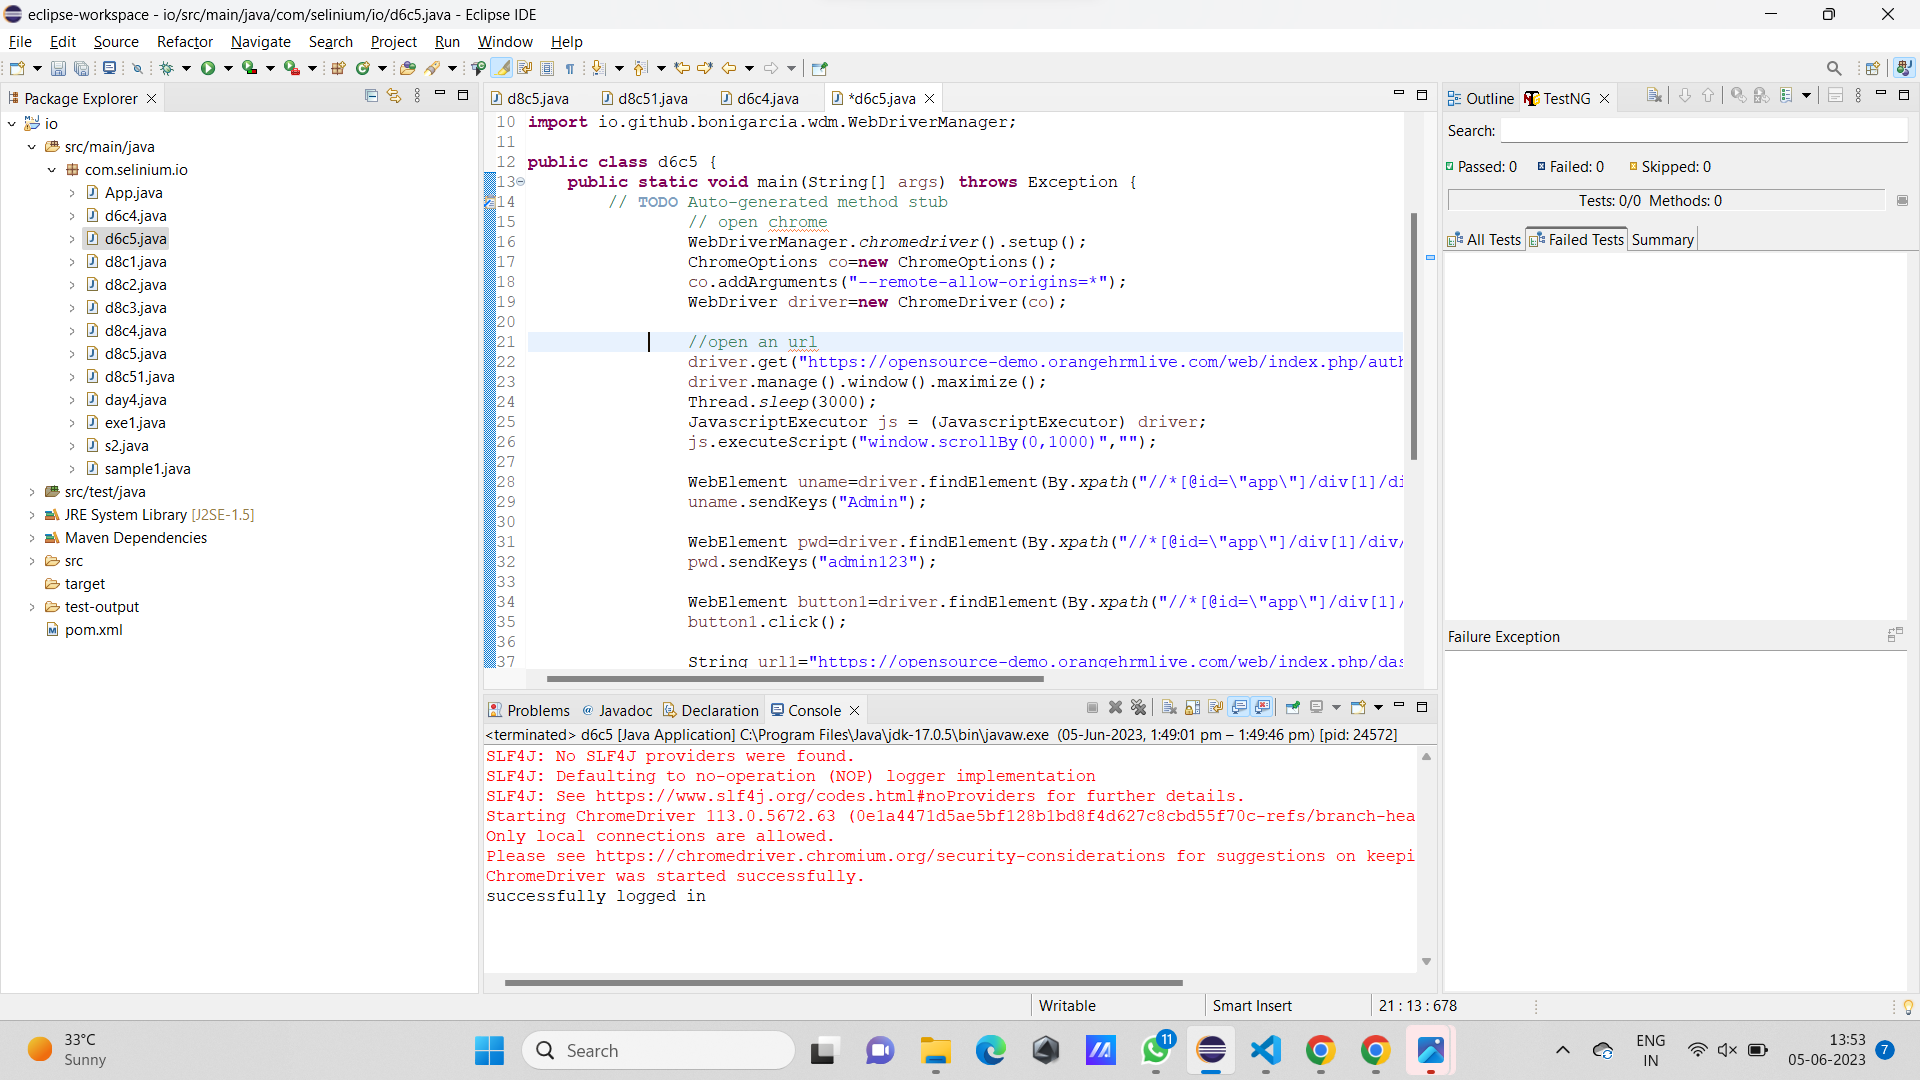 eclipse-workspace - io/src/main/java/com/selinium/io/d6c5.java - Eclipse IDE
File Edit Source Refactor Navigate Search Project Run Window Help
Package Explorer
io
src/main/java
com.selinium.io
App.java
d6c4.java
d6c5.java
d8c1.java
d8c2.java
d8c3.java
d8c4.java
d8c5.java
d8c51.java
day4.java
exe1.java
s2.java
sample1.java
src/test/java
JRE System Library [J2SE-1.5]
Maven Dependencies
src
target
test-output
pom.xml
d8c5.java d8c51.java d6c4.java *d6c5.java
10 import io.github.bonigarcia.wdm.WebDriverManager;
11
12 public class d6c5 {
13 public static void main(String[] args) throws Exception {
14 // TODO Auto-generated method stub
15 // open chrome
16 WebDriverManager.chromedriver().setup();
17 ChromeOptions co=new ChromeOptions();
18 co.addArguments("--remote-allow-origins=*");
19 WebDriver driver=new ChromeDriver(co);
20
21 //open an url
22 driver.get("https://opensource-demo.orangehrmlive.com/web/index.php/auth
23 driver.manage().window().maximize();
24 Thread.sleep(3000);
25 JavascriptExecutor js = (JavascriptExecutor) driver;
26 js.executeScript("window.scrollBy(0,1000)","");
27
28 WebElement uname=driver.findElement(By.xpath("//*[@id=\"app\"]/div[1]/di
29 uname.sendKeys("Admin");
30
31 WebElement pwd=driver.findElement(By.xpath("//*[@id=\"app\"]/div[1]/div/
32 pwd.sendKeys("admin123");
33
34 WebElement button1=driver.findElement(By.xpath("//*[@id=\"app\"]/div[1]/
35 button1.click();
36
37 String url1="https://opensource-demo.orangehrmlive.com/web/index.php/das
Problems Javadoc Declaration Console
<terminated> d6c5 [Java Application] C:\Program Files\Java\jdk-17.0.5\bin\javaw.exe (05-Jun-2023, 1:49:01 pm – 1:49:46 pm) [pid: 24572]
SLF4J: No SLF4J providers were found.
SLF4J: Defaulting to no-operation (NOP) logger implementation
SLF4J: See https://www.slf4j.org/codes.html#noProviders for further details.
Starting ChromeDriver 113.0.5672.63 (0e1a4471d5ae5bf128b1bd8f4d627c8cbd55f70c-refs/branch-hea
Only local connections are allowed.
Please see https://chromedriver.chromium.org/security-considerations for suggestions on keepi
ChromeDriver was started successfully.
successfully logged in
Outline TestNG
Search:
Passed: 0 Failed: 0 Skipped: 0
Tests: 0/0 Methods: 0
All Tests Failed Tests Summary
Failure Exception
Writable Smart Insert 21 : 13 : 678
33°C
Sunny
Search
11
ENG
IN
13:53
05-06-2023
7